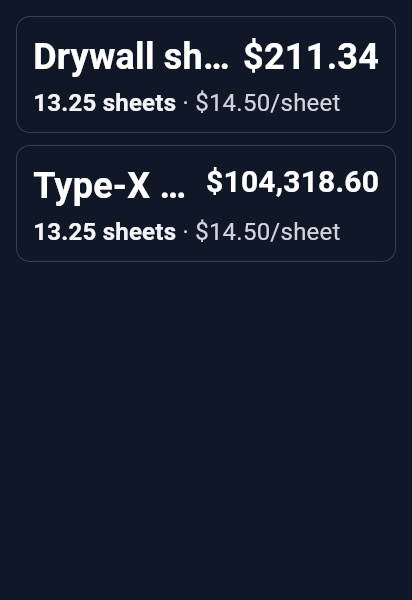 Drywall sh… $211.34
13.25 sheets · $14.50/sheet
Type-X … $104,318.60
13.25 sheets · $14.50/sheet